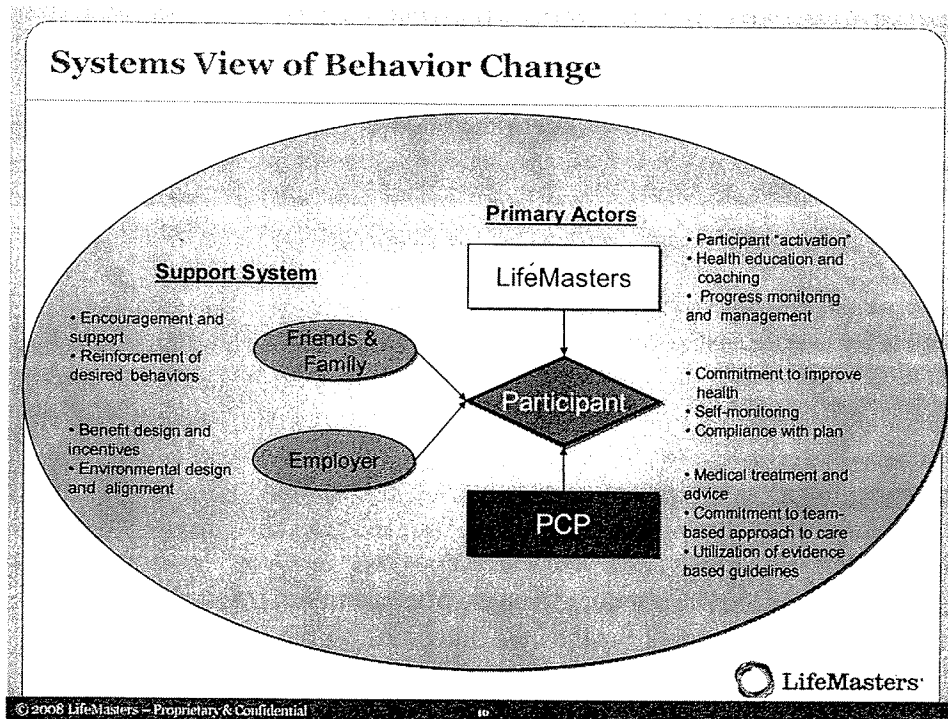 Systems View of Behavior Change
Support System
• Encouragement and
support
• Reinforcement of
desired behaviors
• Benefit design and
incentives
• Environmental design
and alignment
Friends &
Family
Employer
Primary Actors
LifeMasters
Participant
PCP
• Participant "activation"
• Health education and
coaching
• Progress monitoring
and management
• Commitment to improve
health
• Self-monitoring
• Compliance with plan
• Medical treatment and
advice
• Commitment to team-
based approach to care
• Utilization of evidence
based guidelines
LifeMasters
© 2008 LifeMasters – Proprietary & Confidential
10